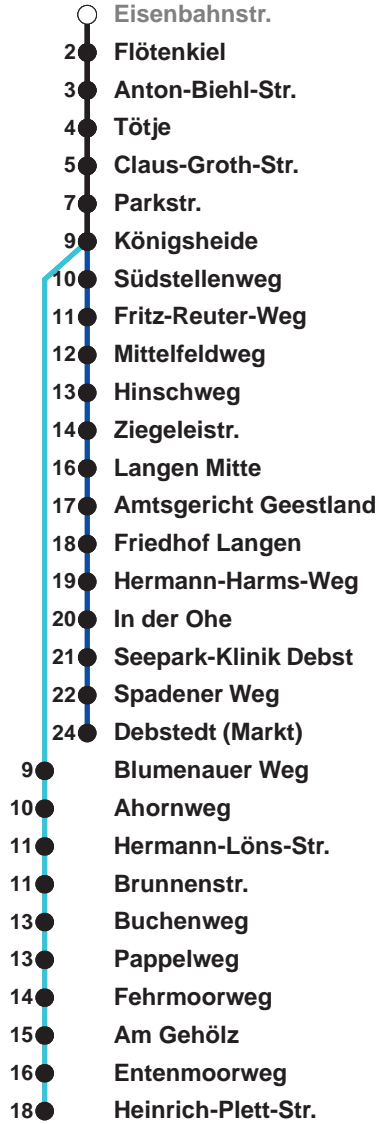 Eisenbahnstr.
2 Flötenkiel
3 Anton-Biehl-Str.
4 Tötje
5 Claus-Groth-Str.
7 Parkstr.
9 Königsheide
10 Südstellenweg
11 Fritz-Reuter-Weg
12 Mittelfeldweg
13 Hinschweg
14 Ziegeleistr.
16 Langen Mitte
17 Amtsgericht Geestland
18 Friedhof Langen
19 Hermann-Harms-Weg
20 In der Ohe
21 Seepark-Klinik Debst
22 Spadener Weg
24 Debstedt (Markt)
9 Blumenauer Weg
10 Ahornweg
11 Hermann-Löns-Str.
11 Brunnenstr.
13 Buchenweg
13 Pappelweg
14 Fehrmoorweg
15 Am Gehölz
16 Entenmoorweg
18 Heinrich-Plett-Str.